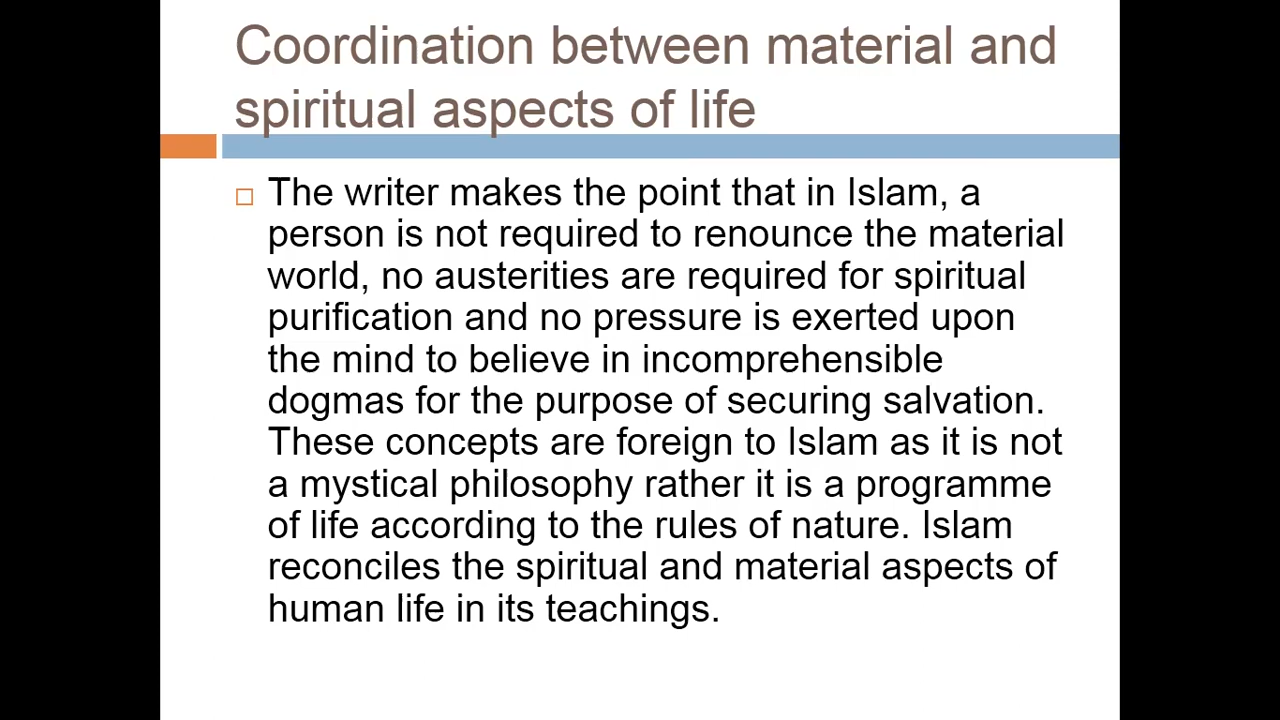 Coordination between material and
spiritual aspects of life
The writer makes the point that in Islam, a
person is not required to renounce the material
world, no austerities are required for spiritual
purification and no pressure is exerted upon
the mind to believe in incomprehensible
dogmas for the purpose of securing salvation.
These concepts are foreign to Islam as it is not
a mystical philosophy rather it is a programme
of life according to the rules of nature. Islam
reconciles the spiritual and material aspects of
human life in its teachings.